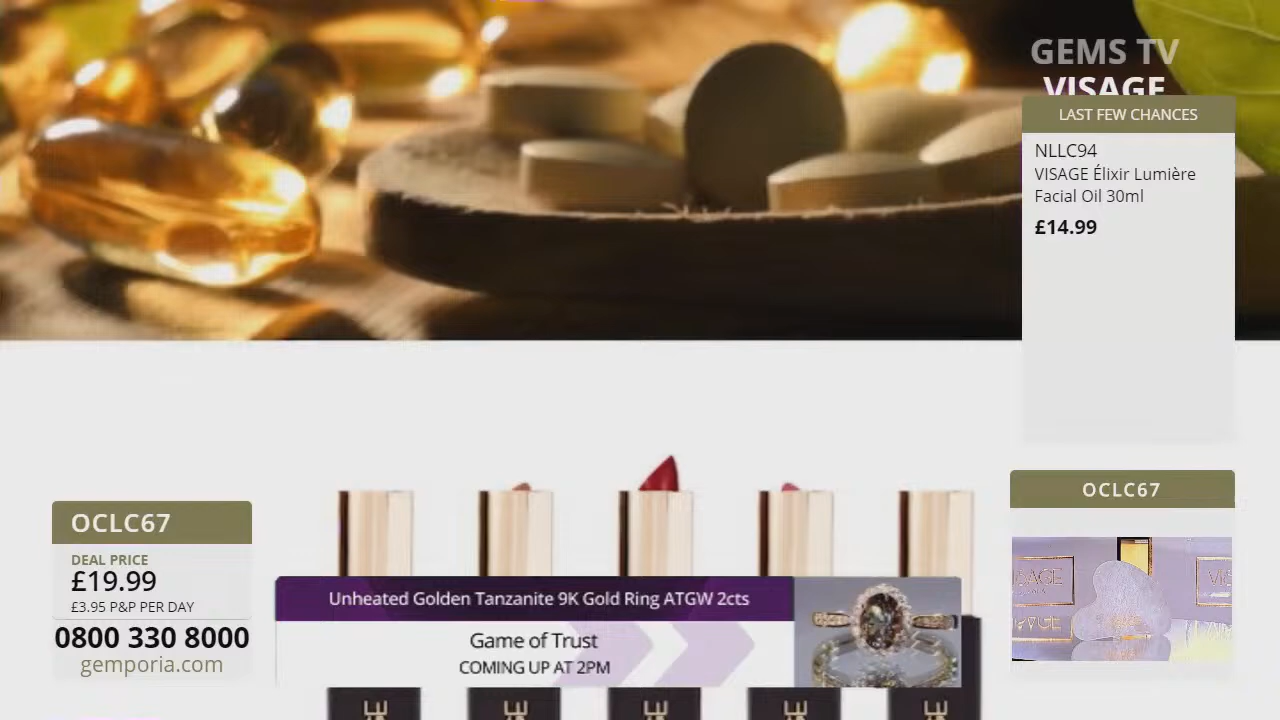 GEMS TV
VISAGE
LAST FEW CHANCES
NLLC94
VISAGE Élixir Lumière
Facial Oil 30ml
£14.99
OCLC67
DEAL PRICE
£19.99
£3.95 P&P PER DAY
0800 330 8000
gemporia.com
Unheated Golden Tanzanite 9K Gold Ring ATGW 2cts
Game of Trust
COMING UP AT 2PM
OCLC67